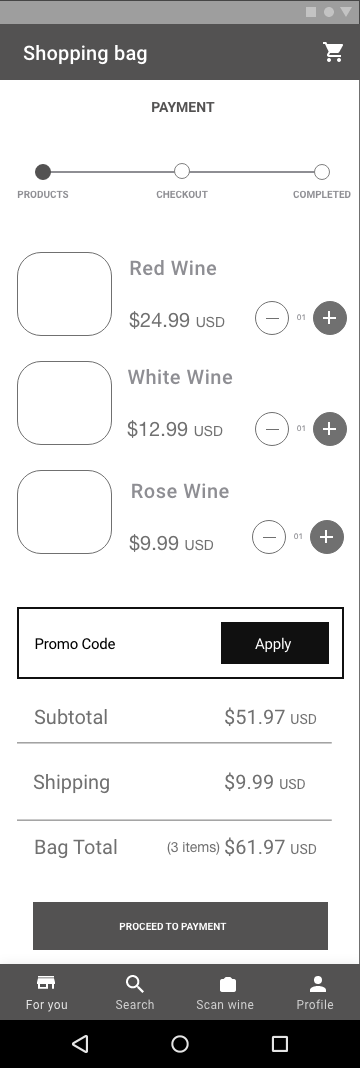 Shopping bag
PAYMENT
PRODUCTS CHECKOUT COMPLETED
Red Wine
$24.99 USD 01
White Wine
$12.99 USD 01
Rose Wine
$9.99 USD 01
Promo Code Apply
Subtotal $51.97 USD
Shipping $9.99 USD
Bag Total (3 items) $61.97 USD
PROCEED TO PAYMENT
For you Search Scan wine Profile